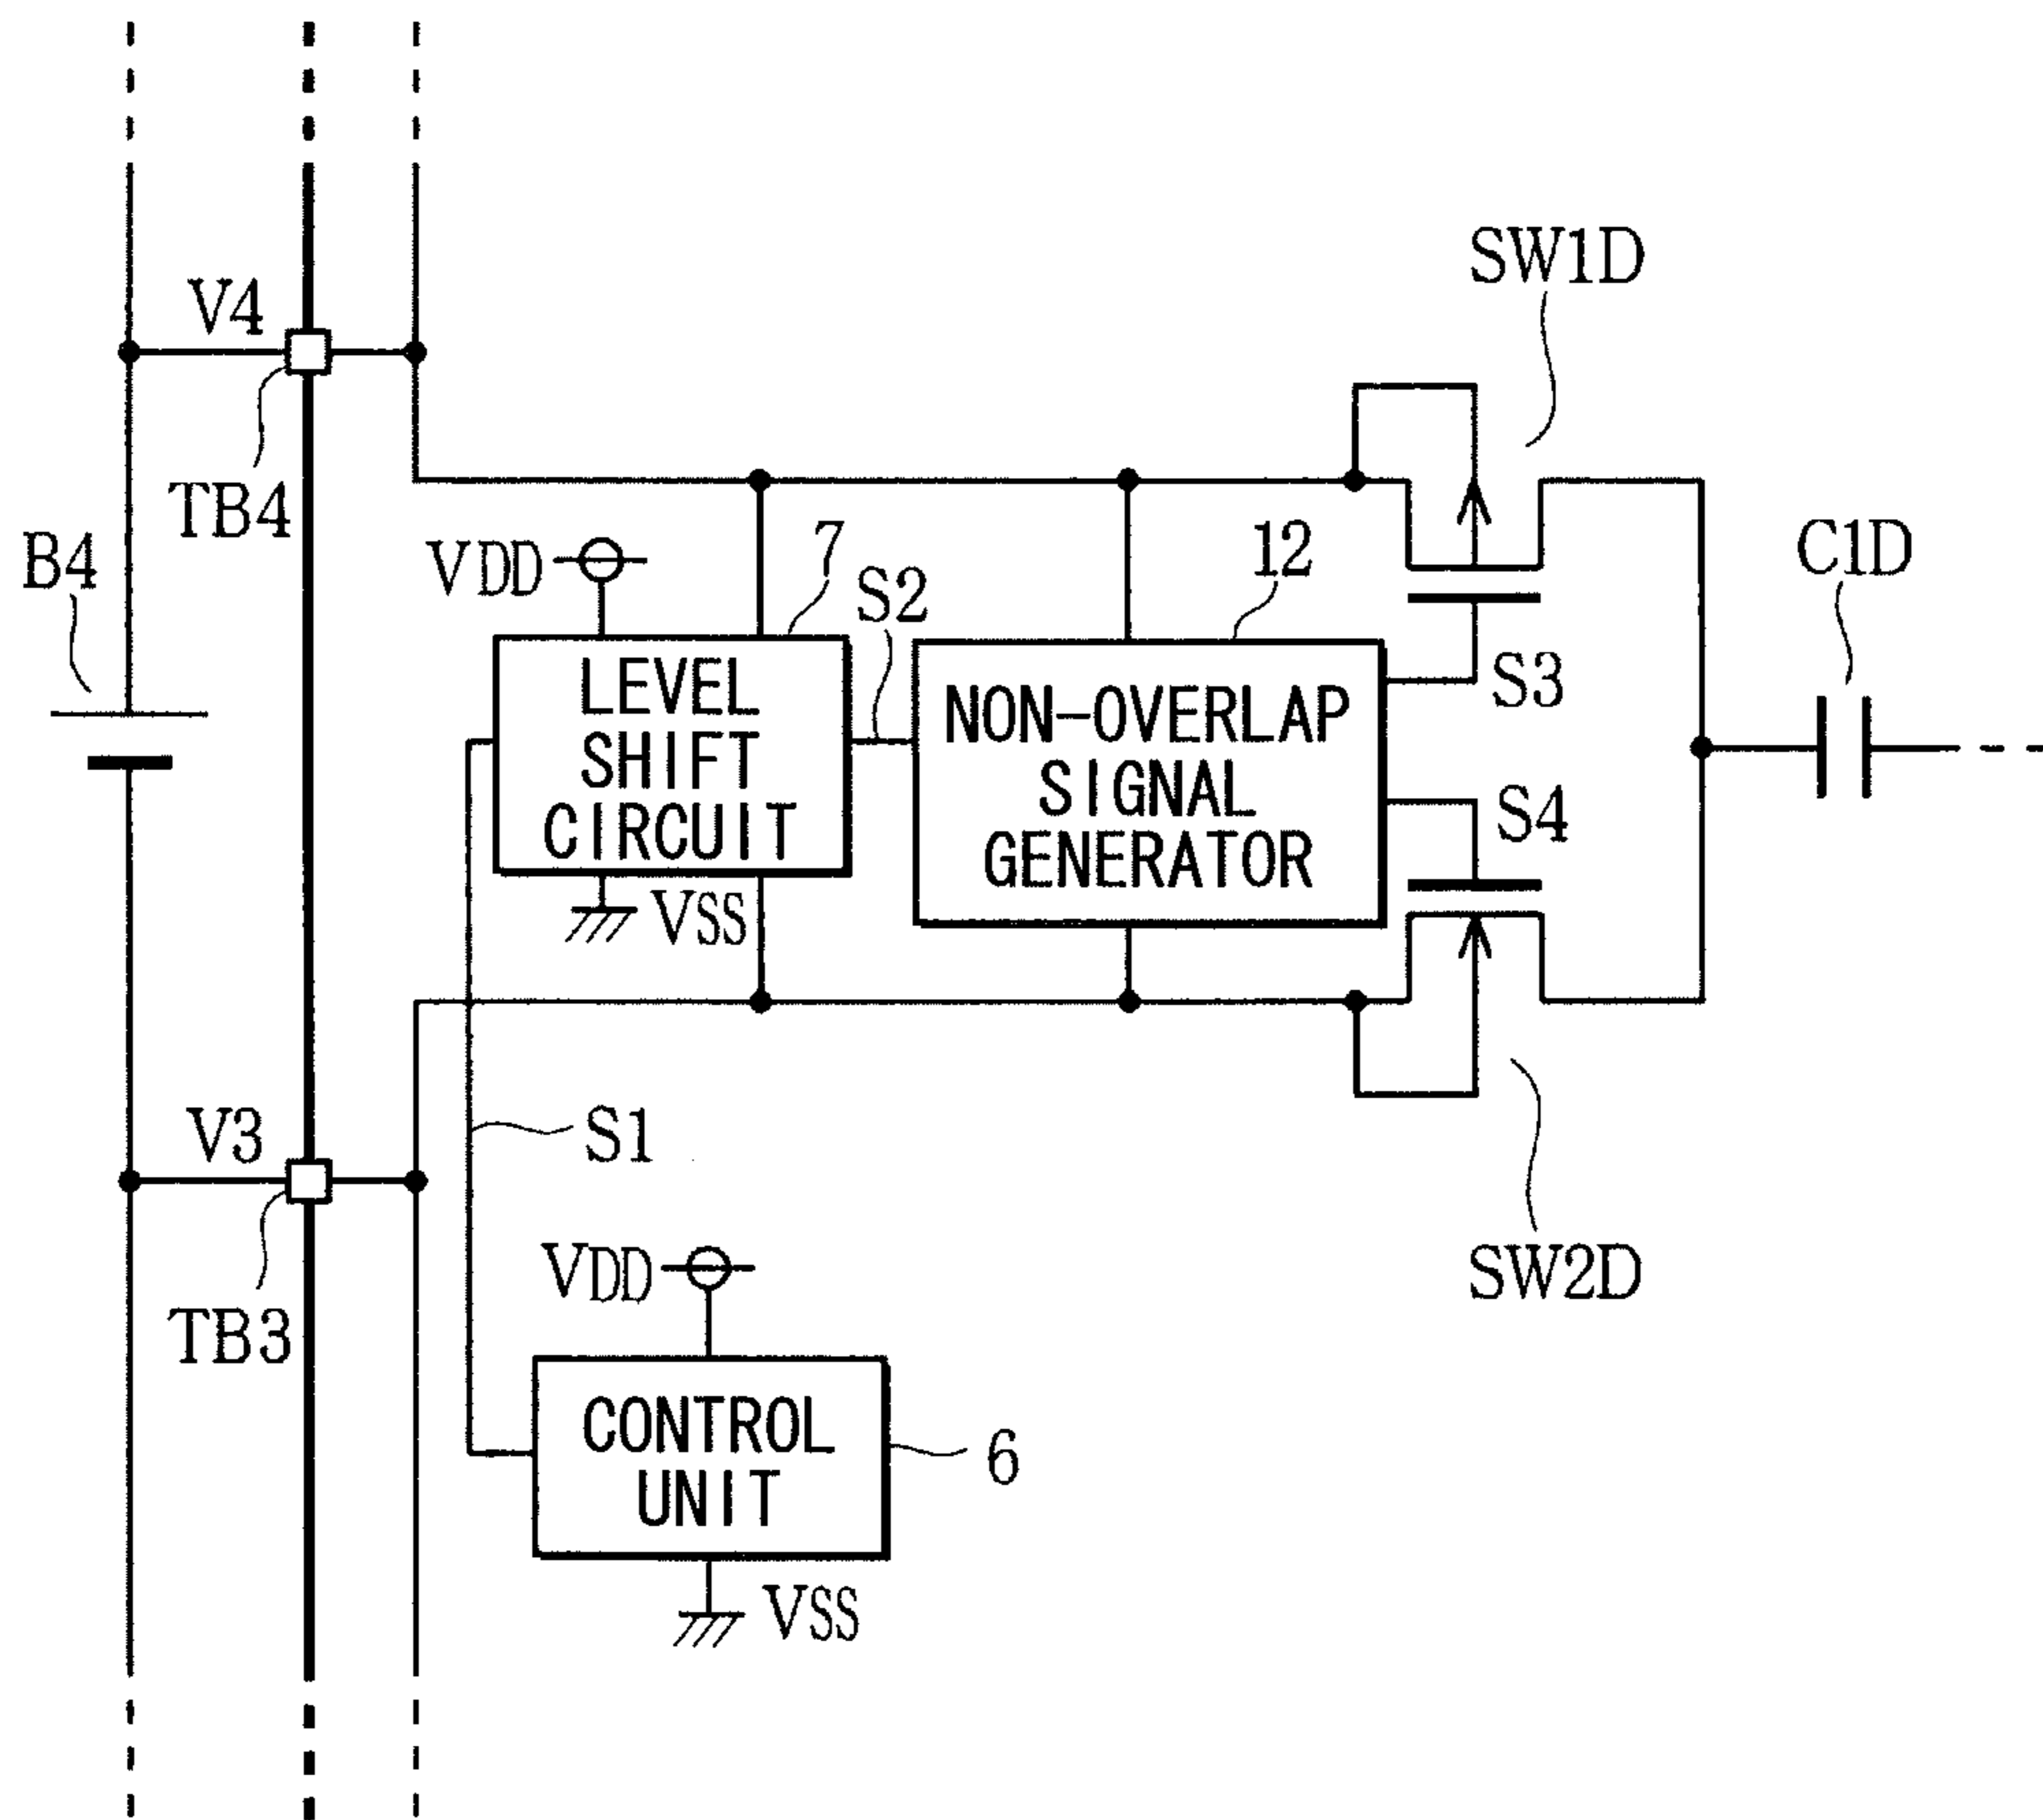 SW1D
V4
TB4
B4
VDD
7
S2
12
C1D
LEVEL
SHIFT
CIRCUIT
NON-OVERLAP
SIGNAL
GENERATOR
S3
S4
VSS
V3
S1
TB3
SW2D
VDD
CONTROL
UNIT
6
VSS